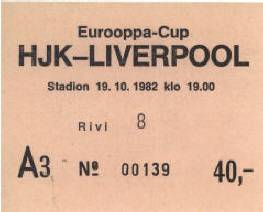 Eurooppa-Cup
HJK–LIVERPOOL
Stadion 19. 10. 1982 klo 19.00
Rivi 8
A3 Nº 00139 40,-